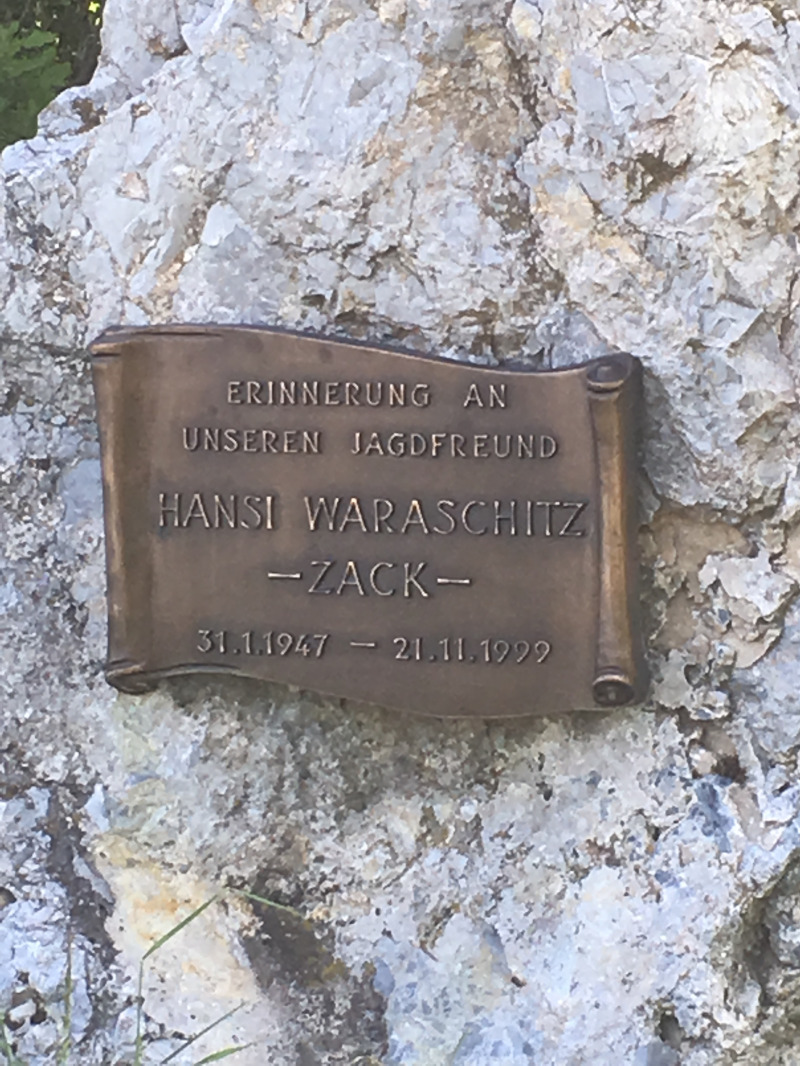 ERINNERUNG AN
UNSEREN JAGDFREUND
HANSI WARASCHITZ
—ZACK—
31.1.1947 — 21.11.1999